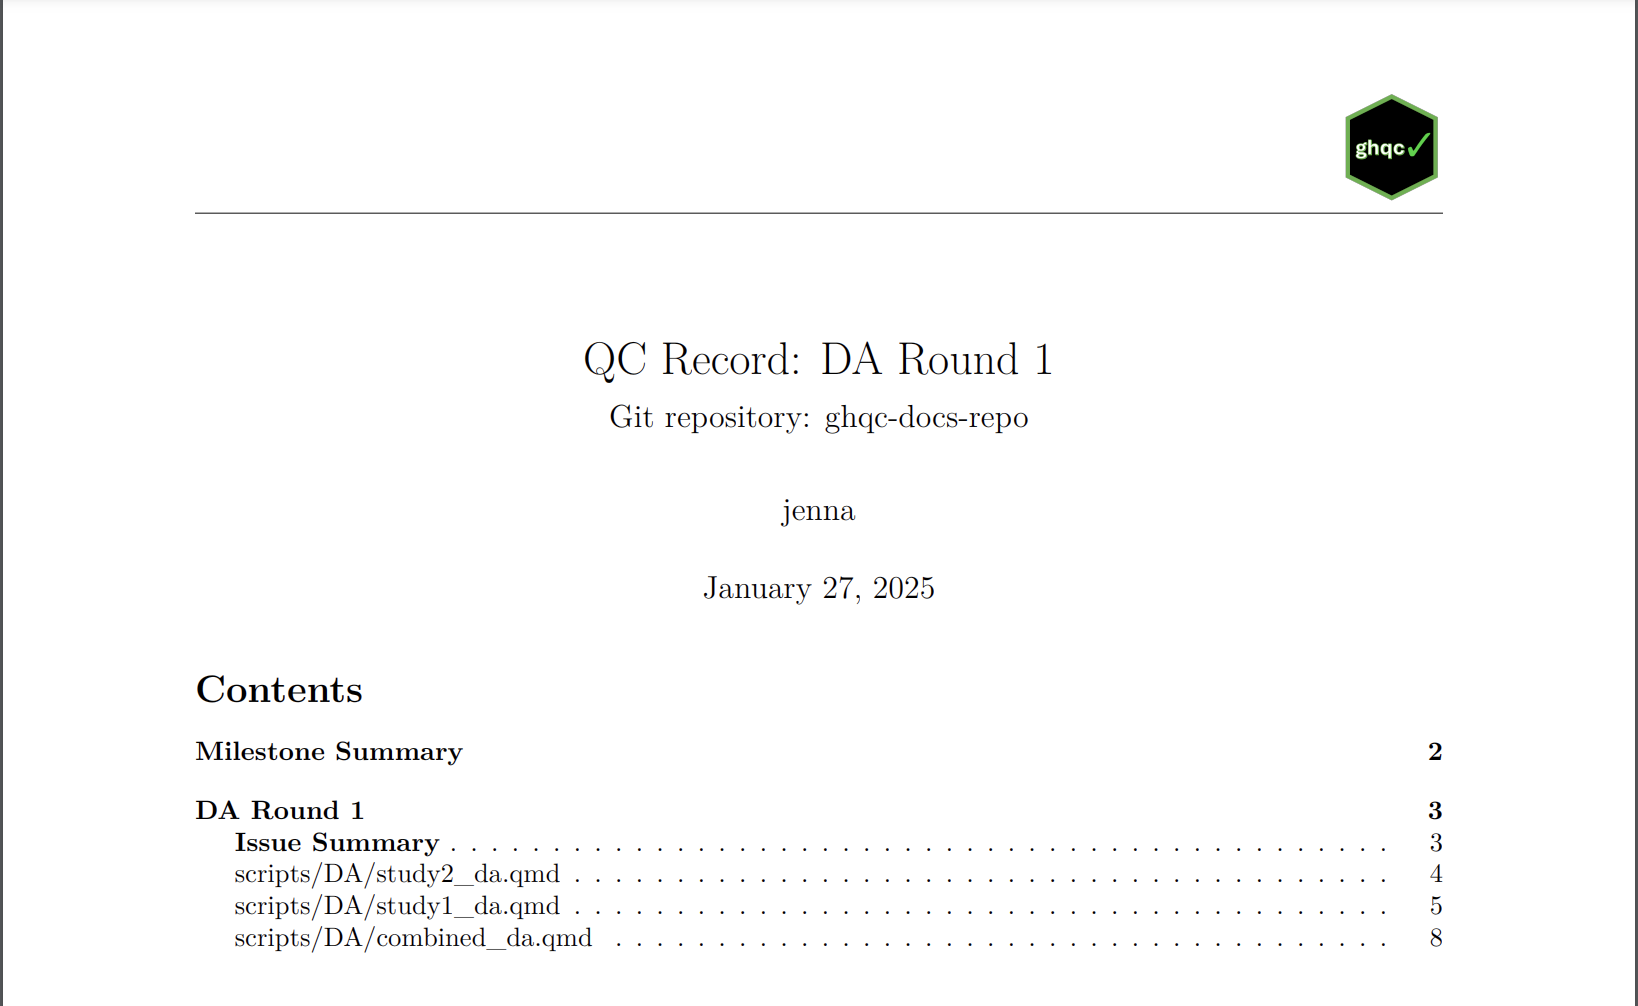 ghqc✓
QC Record: DA Round 1
Git repository: ghqc-docs-repo
jenna
January 27, 2025
Contents
Milestone Summary 2
DA Round 1 3
Issue Summary . . . . . . . . . . . . . . . . . . . . . . . . . . . . . . . . . . . . . . . . . . . . . . 3
scripts/DA/study2_da.qmd . . . . . . . . . . . . . . . . . . . . . . . . . . . . . . . . . . . . . . . . 4
scripts/DA/study1_da.qmd . . . . . . . . . . . . . . . . . . . . . . . . . . . . . . . . . . . . . . . . 5
scripts/DA/combined_da.qmd . . . . . . . . . . . . . . . . . . . . . . . . . . . . . . . . . . . . . . 8